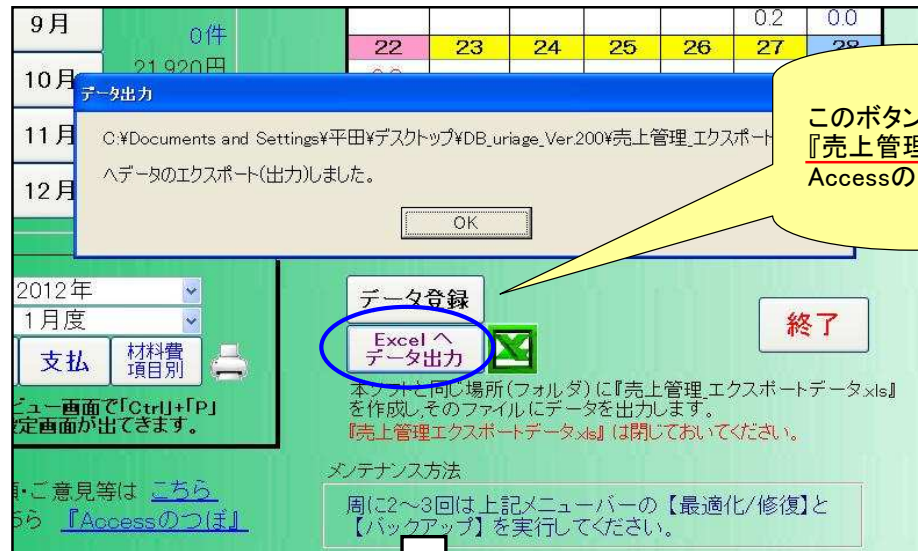 9月
0件
0.2 0.0
22 23 24 25 26 27 28
10月
21,920円
データ出力
11月
C:¥Documents and Settings¥平田¥デスクトップ¥DB_uriage_Ver.200¥売上管理_エクスポート
へデータのエクスポート(出力)しました。
12月
OK
このボタン
『売上管理
Accessの
2012年
1月度
支払
材料費
項目別
データ登録
Excel へ
データ出力
終了
本ソフトと同じ場所(フォルダ)に『売上管理_エクスポートデータ.xls』
を作成し,そのファイルにデータを出力します。
『売上管理エクスポートデータ.xls』は閉じておいてください。
ビュー画面で「Ctrl」+「P」
設定画面が出てきます。
メンテナンス方法
周に2~3回は上記メニューバーの【最適化/修復】と
【バックアップ】を実行してください。
・ご意見等は こちら
ちら 『Accessのつぼ』